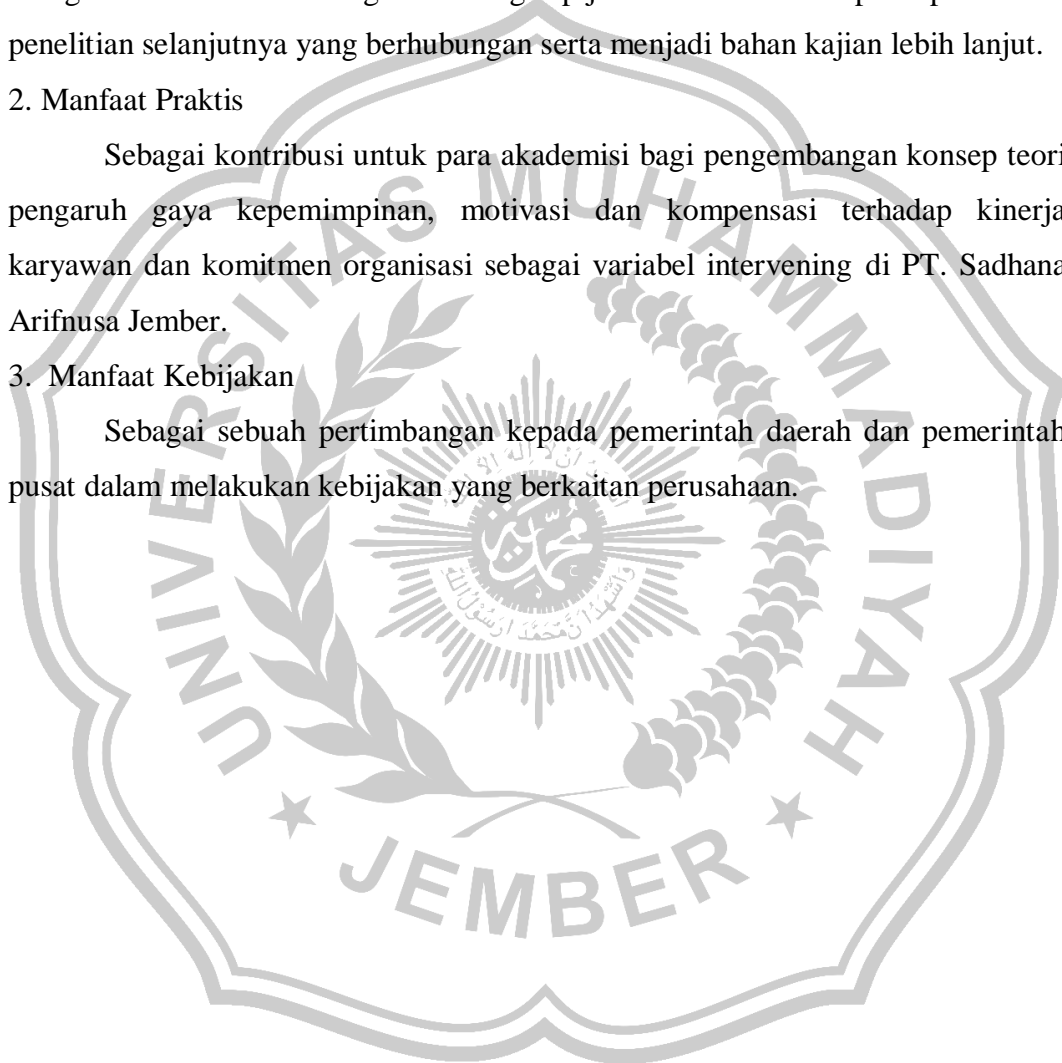 penelitian selanjutnya yang berhubungan serta menjadi bahan kajian lebih lanjut.
2. Manfaat Praktis
Sebagai kontribusi untuk para akademisi bagi pengembangan konsep teori
pengaruh gaya kepemimpinan, motivasi dan kompensasi terhadap kinerja
karyawan dan komitmen organisasi sebagai variabel intervening di PT. Sadhana
Arifnusa Jember.
3. Manfaat Kebijakan
Sebagai sebuah pertimbangan kepada pemerintah daerah dan pemerintah
pusat dalam melakukan kebijakan yang berkaitan perusahaan.
UNIVERSITAS MUHAMMADIYAH
JEMBER